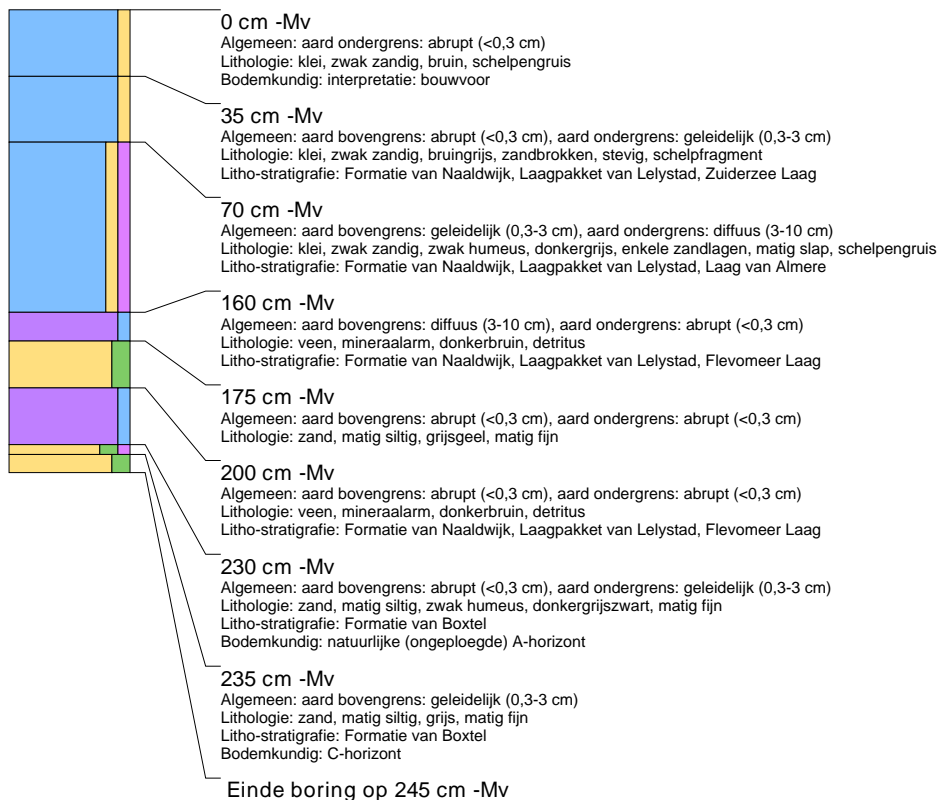 0 cm -Mv
Algemeen: aard ondergrens: abrupt (<0,3 cm)
Lithologie: klei, zwak zandig, bruin, schelpengruis
Bodemkundig: interpretatie: bouwvoor
35 cm -Mv
Algemeen: aard bovengrens: abrupt (<0,3 cm), aard ondergrens: geleidelijk (0,3-3 cm)
Lithologie: klei, zwak zandig, bruingrijs, zandbrokken, stevig, schelpfragment
Litho-stratigrafie: Formatie van Naaldwijk, Laagpakket van Lelystad, Zuiderzee Laag
70 cm -Mv
Algemeen: aard bovengrens: geleidelijk (0,3-3 cm), aard ondergrens: diffuus (3-10 cm)
Lithologie: klei, zwak zandig, zwak humeus, donkergrijs, enkele zandlagen, matig slap, schelpengruis
Litho-stratigrafie: Formatie van Naaldwijk, Laagpakket van Lelystad, Laag van Almere
160 cm -Mv
Algemeen: aard bovengrens: diffuus (3-10 cm), aard ondergrens: abrupt (<0,3 cm)
Lithologie: veen, mineraalarm, donkerbruin, detritus
Litho-stratigrafie: Formatie van Naaldwijk, Laagpakket van Lelystad, Flevomeer Laag
175 cm -Mv
Algemeen: aard bovengrens: abrupt (<0,3 cm), aard ondergrens: abrupt (<0,3 cm)
Lithologie: zand, matig siltig, grijsgeel, matig fijn
200 cm -Mv
Algemeen: aard bovengrens: abrupt (<0,3 cm), aard ondergrens: abrupt (<0,3 cm)
Lithologie: veen, mineraalarm, donkerbruin, detritus
Litho-stratigrafie: Formatie van Naaldwijk, Laagpakket van Lelystad, Flevomeer Laag
230 cm -Mv
Algemeen: aard bovengrens: abrupt (<0,3 cm), aard ondergrens: geleidelijk (0,3-3 cm)
Lithologie: zand, matig siltig, zwak humeus, donkergrijszwart, matig fijn
Litho-stratigrafie: Formatie van Boxtel
Bodemkundig: natuurlijke (ongeploegde) A-horizont
235 cm -Mv
Algemeen: aard bovengrens: geleidelijk (0,3-3 cm)
Lithologie: zand, matig siltig, grijs, matig fijn
Litho-stratigrafie: Formatie van Boxtel
Bodemkundig: C-horizont
Einde boring op 245 cm -Mv